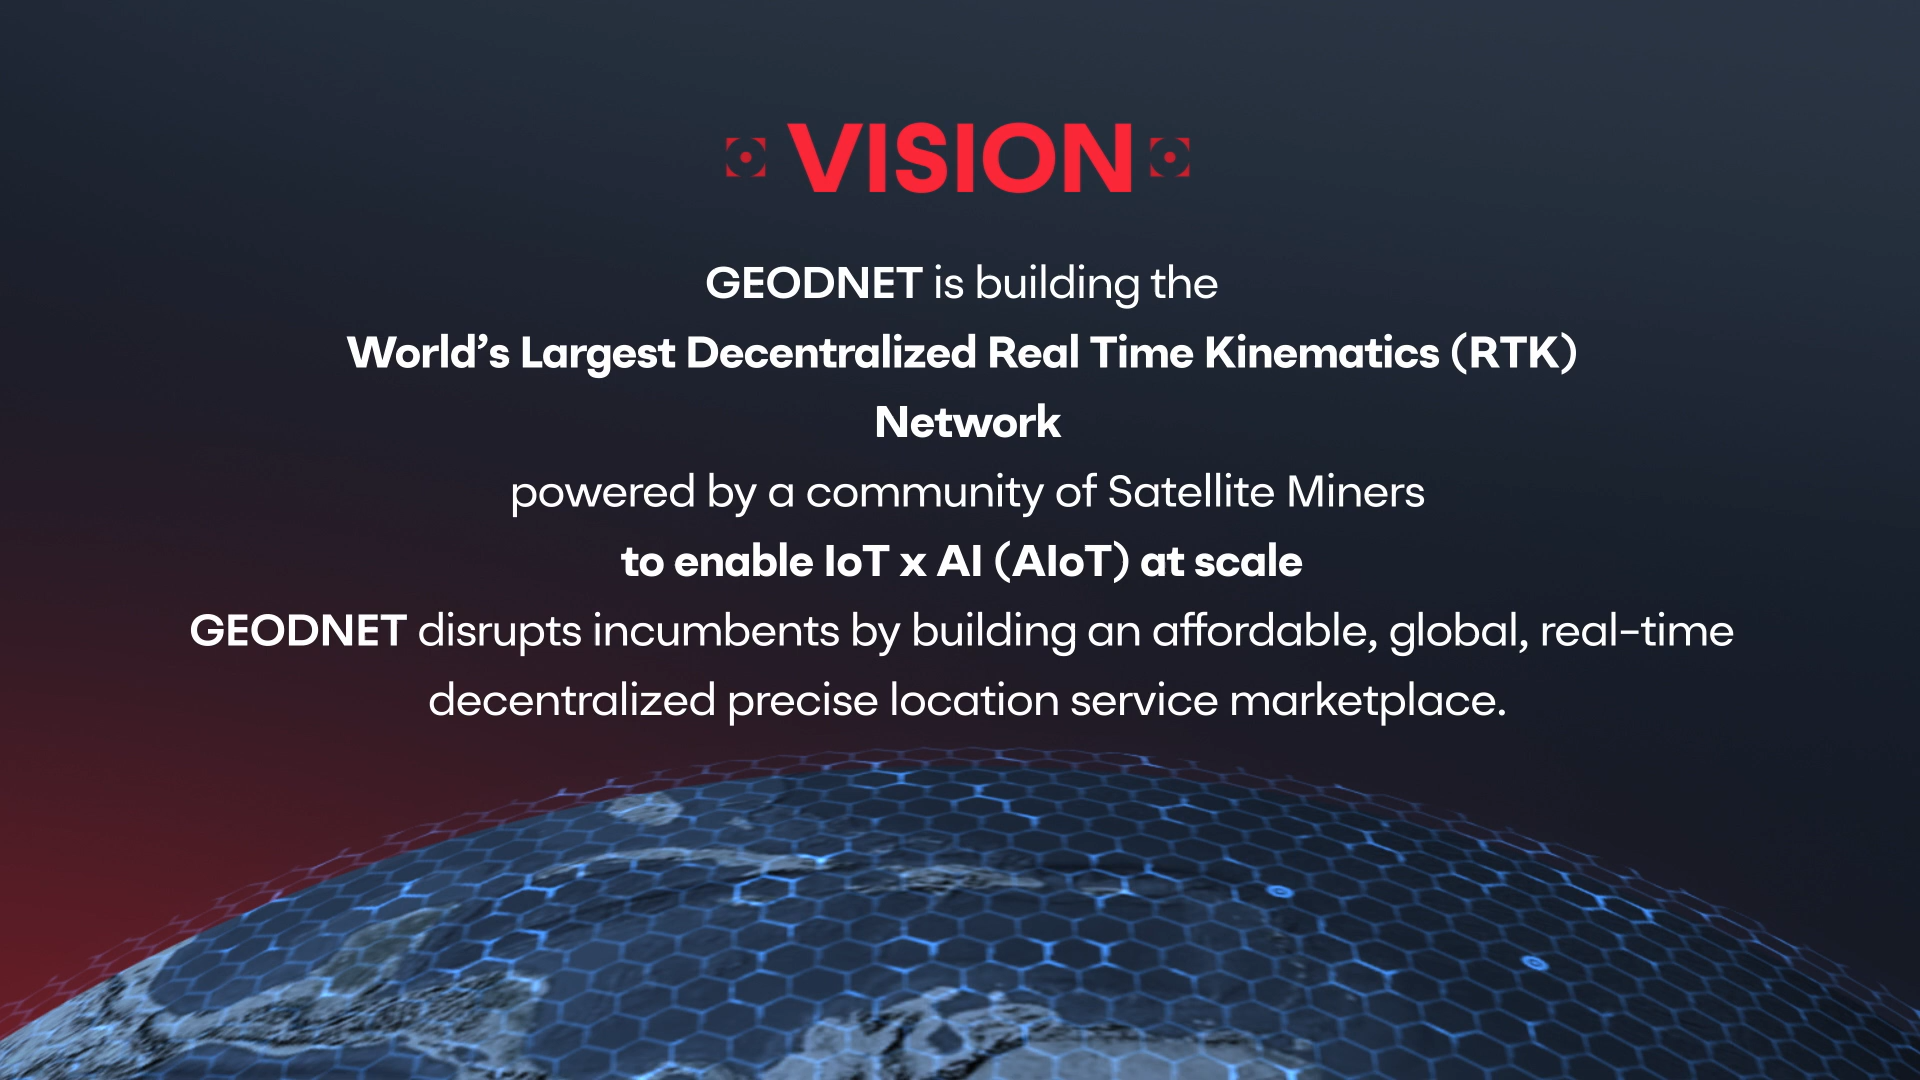 VISION
GEODNET is building the
World’s Largest Decentralized Real Time Kinematics (RTK)
Network
powered by a community of Satellite Miners
to enable IoT x AI (AIoT) at scale
GEODNET disrupts incumbents by building an affordable, global, real-time
decentralized precise location service marketplace.